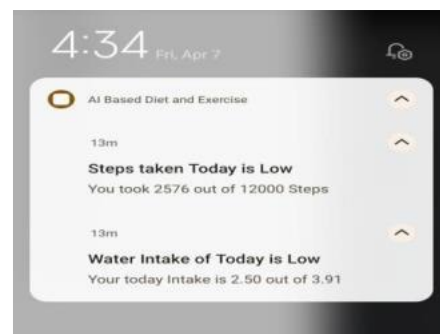 4:34 Fri, Apr 7
AI Based Diet and Exercise
13m
Steps taken Today is Low
You took 2576 out of 12000 Steps
13m
Water Intake of Today is Low
Your today Intake is 2.50 out of 3.91